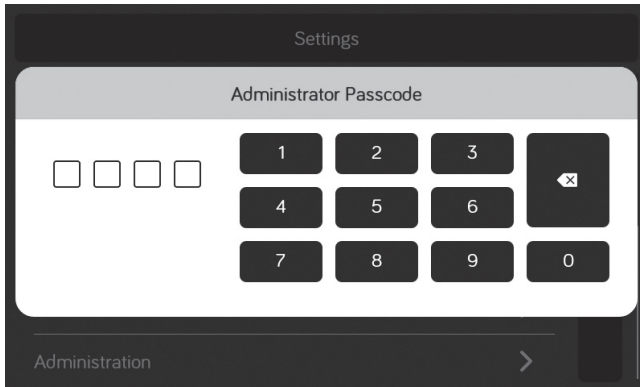 Settings
Administrator Passcode
1 2 3
4 5 6
7 8 9 0
Administration